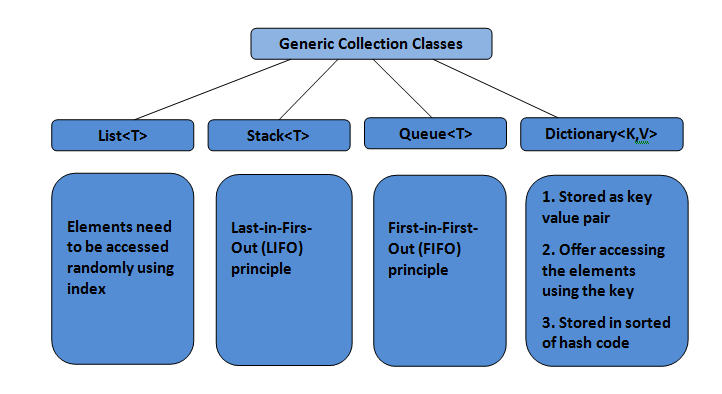 Generic Collection Classes
List<T>
Stack<T>
Queue<T>
Dictionary<K,V>
Elements need
to be accessed
randomly using
index
Last-in-Firs-
Out (LIFO)
principle
First-in-First-
Out (FIFO)
principle
1. Stored as key
value pair
2. Offer accessing
the elements
using the key
3. Stored in sorted
of hash code